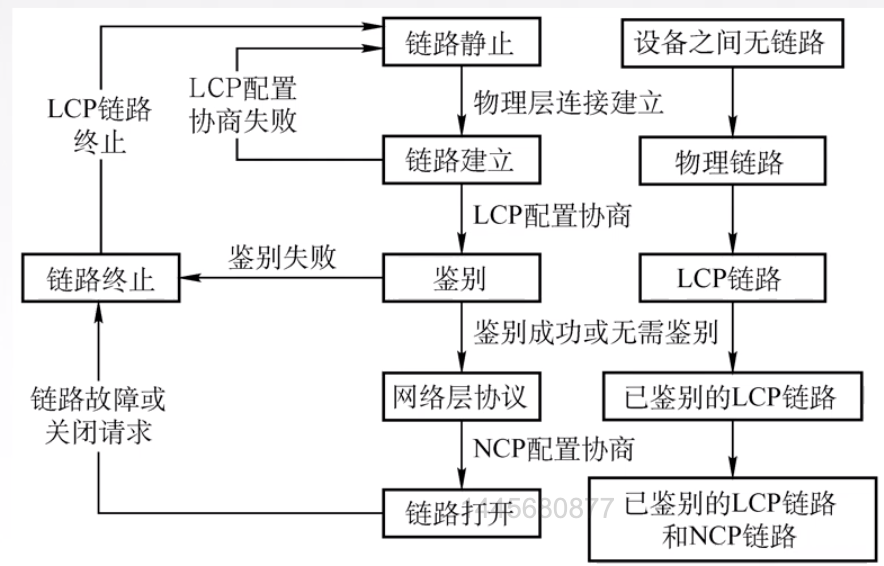 链路静止
设备之间无链路
LCP配置
协商失败
LCP链路
终止
物理层连接建立
链路建立
物理链路
LCP配置协商
鉴别失败
链路终止
鉴别
LCP链路
鉴别成功或无需鉴别
链路故障或
关闭请求
网络层协议
已鉴别的LCP链路
NCP配置协商
链路打开
1445680877
已鉴别的LCP链路
和NCP链路